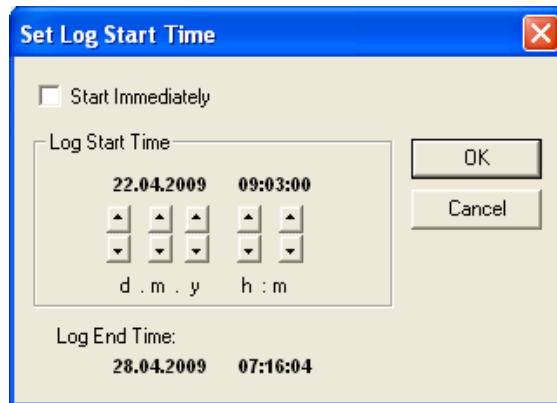 Set Log Start Time
Start Immediately
Log Start Time
OK
22.04.2009 09:03:00
Cancel
d . m . y h : m
Log End Time:
28.04.2009 07:16:04